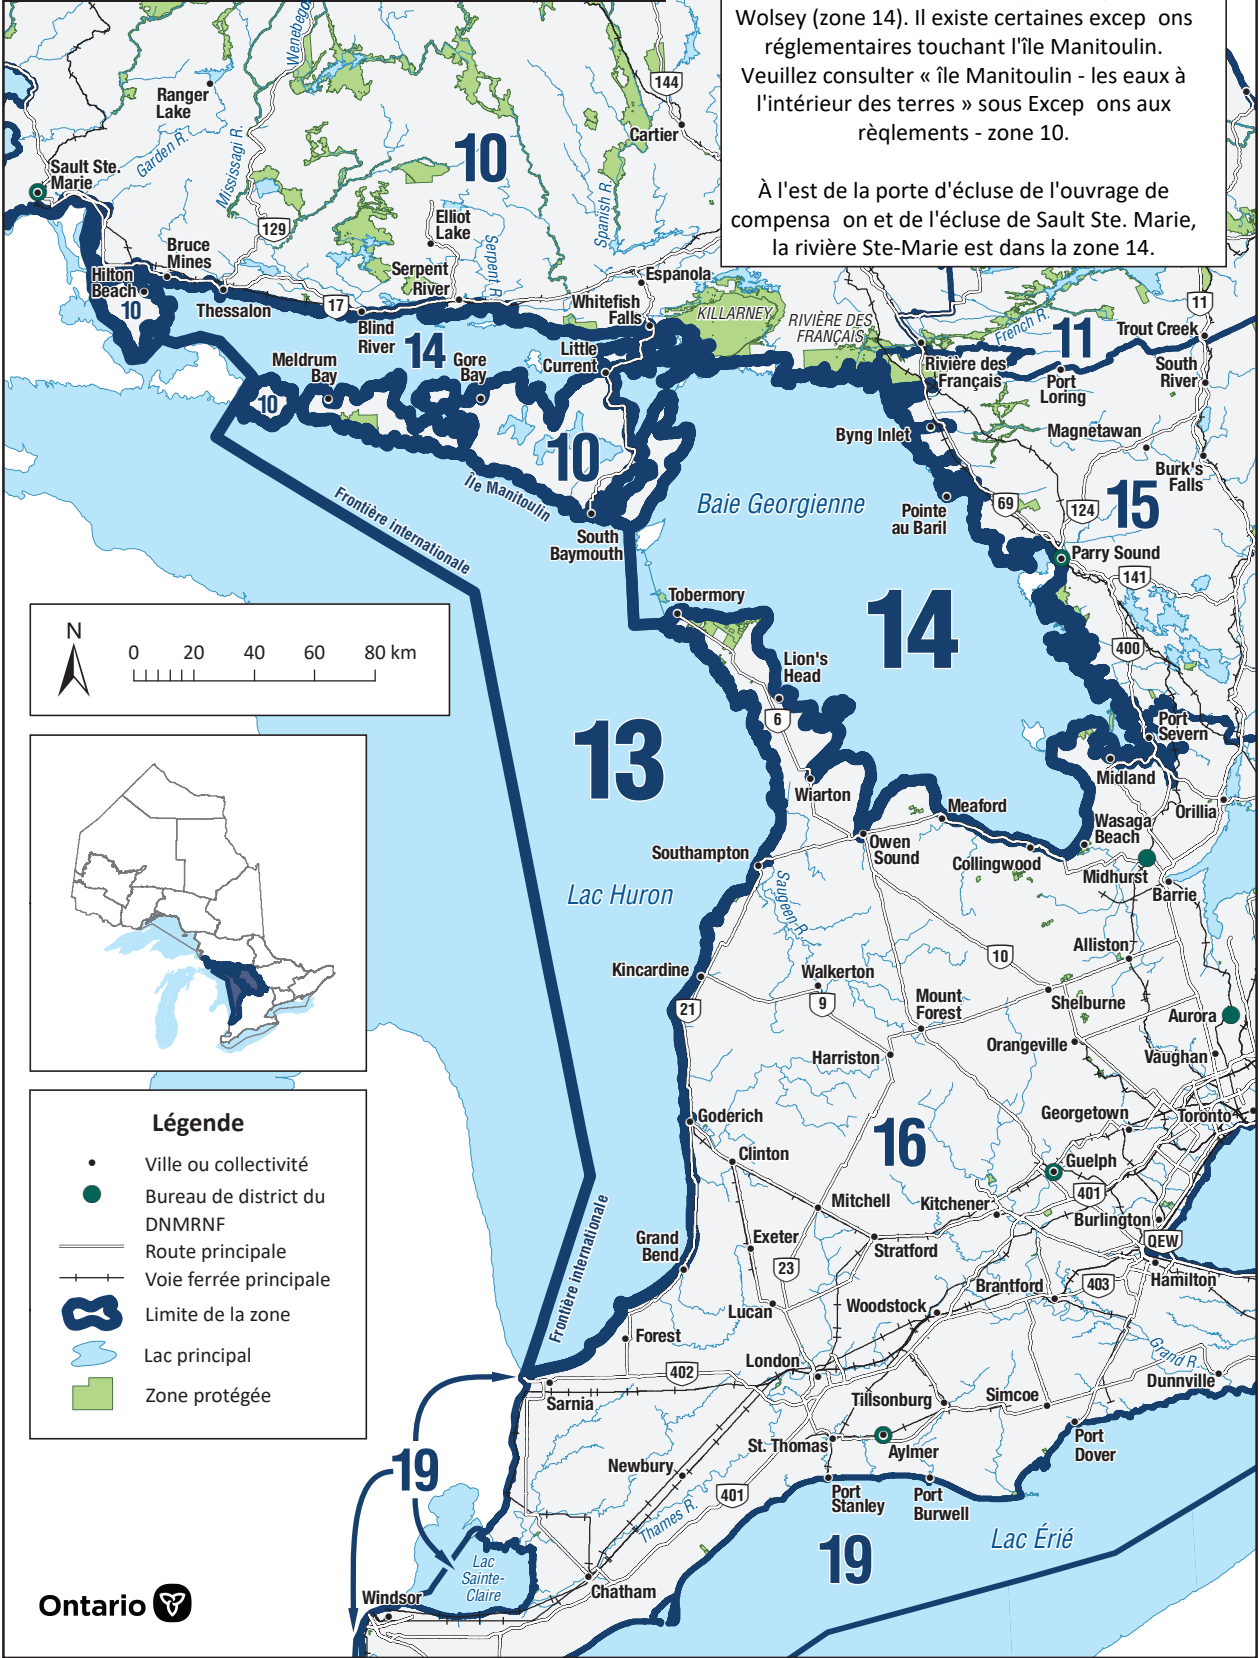 Wolsey (zone 14). Il existe certaines excep ons
réglementaires touchant l'île Manitoulin.
Veuillez consulter « île Manitoulin - les eaux à
l'intérieur des terres » sous Excep ons aux
règlements - zone 10.
À l'est de la porte d'écluse de l'ouvrage de
compensa on et de l'écluse de Sault Ste. Marie,
la rivière Ste-Marie est dans la zone 14.
Wenebego
144
Ranger
Lake
Cartier
Garden R.
Mississagi R.
10
Sault Ste.
Marie
Spanish R.
Elliot
Lake
129
Serpent R.
Bruce
Mines
Hilton
Beach
10
Serpent
River
Espanola
Thessalon
17
Whitefish
Falls
KILLARNEY
RIVIÈRE DES
FRANÇAIS
French R.
11
11
Trout Creek
Blind
River
14
Gore
Bay
Little
Current
Meldrum
Bay
Rivière des
Français
Port
Loring
South
River
10
10
Byng Inlet
Magnetawan
Burk's
Falls
Île Manitoulin
Frontière internationale
Baie Georgienne
Pointe
au Baril
69
124
15
South
Baymouth
Parry Sound
141
Tobermory
14
N
0 20 40 60 80 km
Lion's
Head
400
6
13
Port
Severn
Midland
Wiarton
Meaford
Orillia
Wasaga
Beach
Owen
Sound
Southampton
Collingwood
Midhurst
Barrie
Lac Huron
Saugeen R.
Alliston
10
Kincardine
Walkerton
9
21
Mount
Forest
Shelburne
Aurora
Orangeville
Harriston
Vaughan
Légende
Ville ou collectivité
Bureau de district du
DNMRNF
Route principale
Voie ferrée principale
Limite de la zone
Lac principal
Zone protégée
Goderich
Georgetown
Toronto
16
Clinton
Guelph
401
Mitchell
Kitchener
Burlington
Frontière internationale
Grand
Bend
Exeter
Stratford
QEW
23
Hamilton
Brantford
403
Lucan
Woodstock
Forest
Grand R.
London
402
Dunnville
Sarnia
Tillsonburg
Simcoe
St. Thomas
Aylmer
Port
Dover
19
Newbury
401
Port
Stanley
Port
Burwell
Thames R.
Lac Érié
19
Lac
Sainte-
Claire
Windsor
Chatham
Ontario